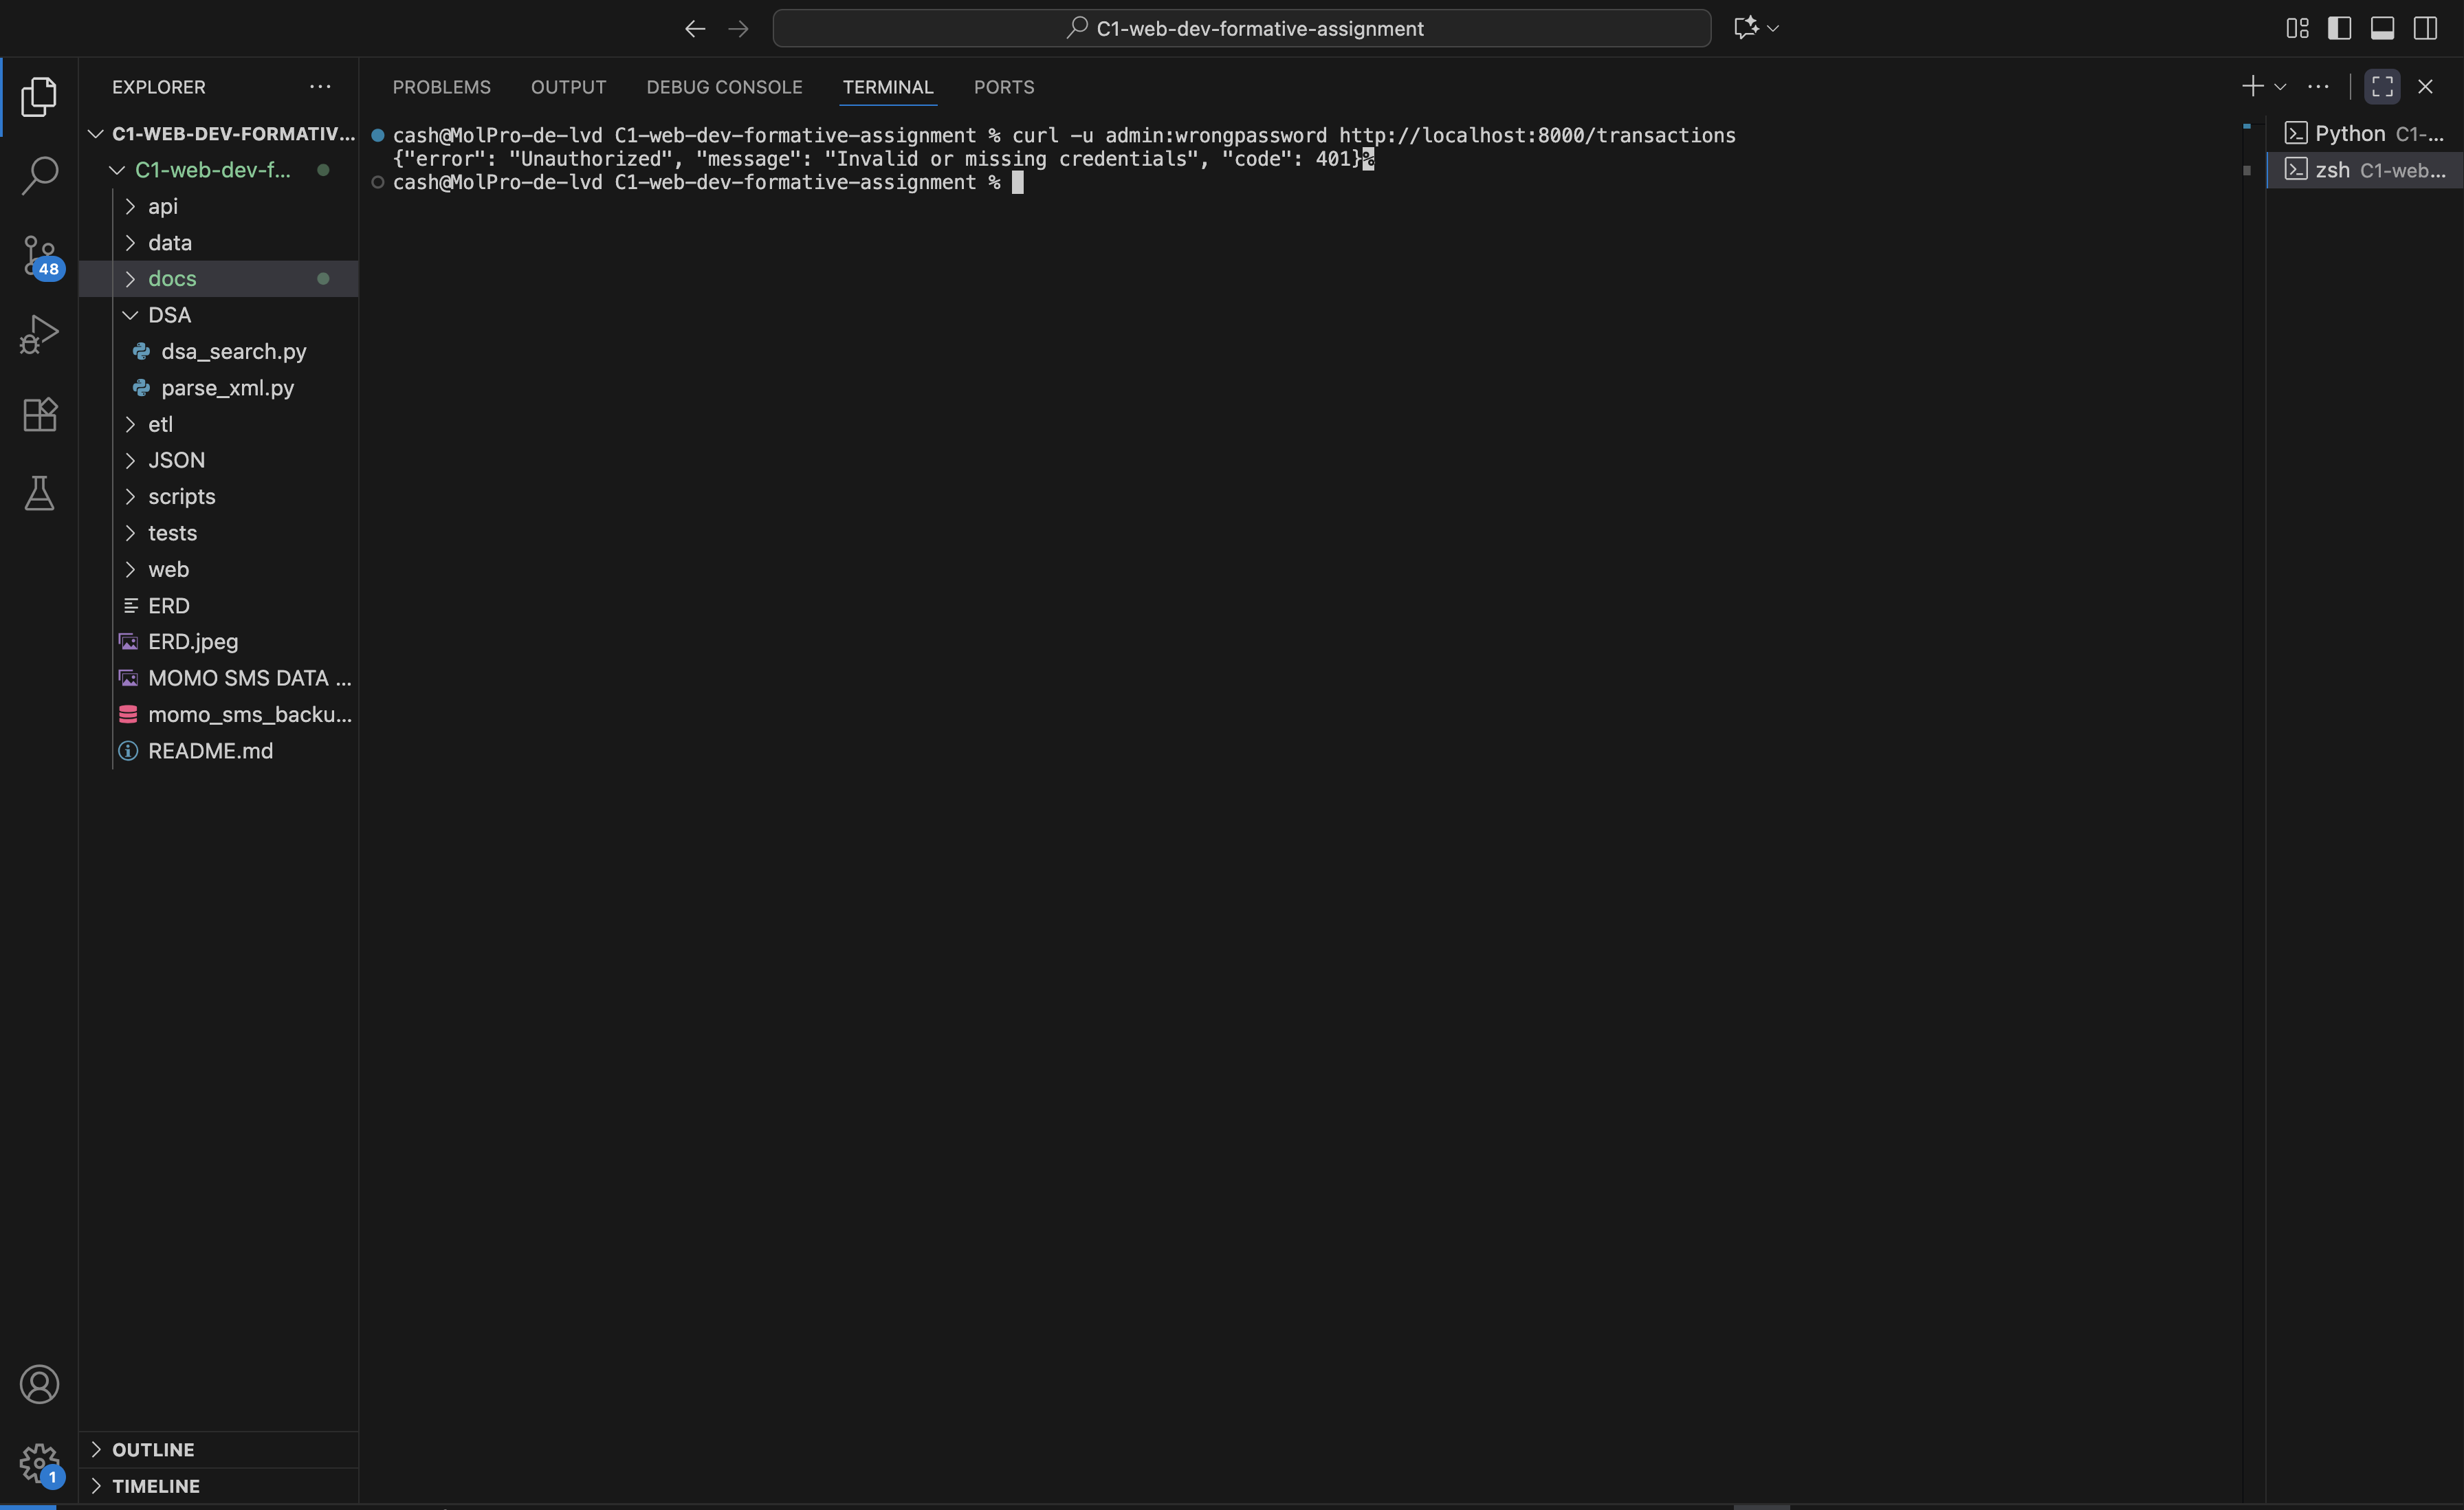 C1-web-dev-formative-assignment
EXPLORER
PROBLEMS
OUTPUT
DEBUG CONSOLE
TERMINAL
PORTS
C1-WEB-DEV-FORMATIV...
C1-web-dev-f...
api
data
docs
DSA
dsa_search.py
parse_xml.py
etl
JSON
scripts
tests
web
ERD
ERD.jpeg
MOMO SMS DATA ...
momo_sms_backu...
README.md
OUTLINE
TIMELINE
48
1
cash@MolPro-de-lvd C1-web-dev-formative-assignment % curl -u admin:wrongpassword http://localhost:8000/transactions
{"error": "Unauthorized", "message": "Invalid or missing credentials", "code": 401}%
cash@MolPro-de-lvd C1-web-dev-formative-assignment %
Python C1-...
zsh C1-web...